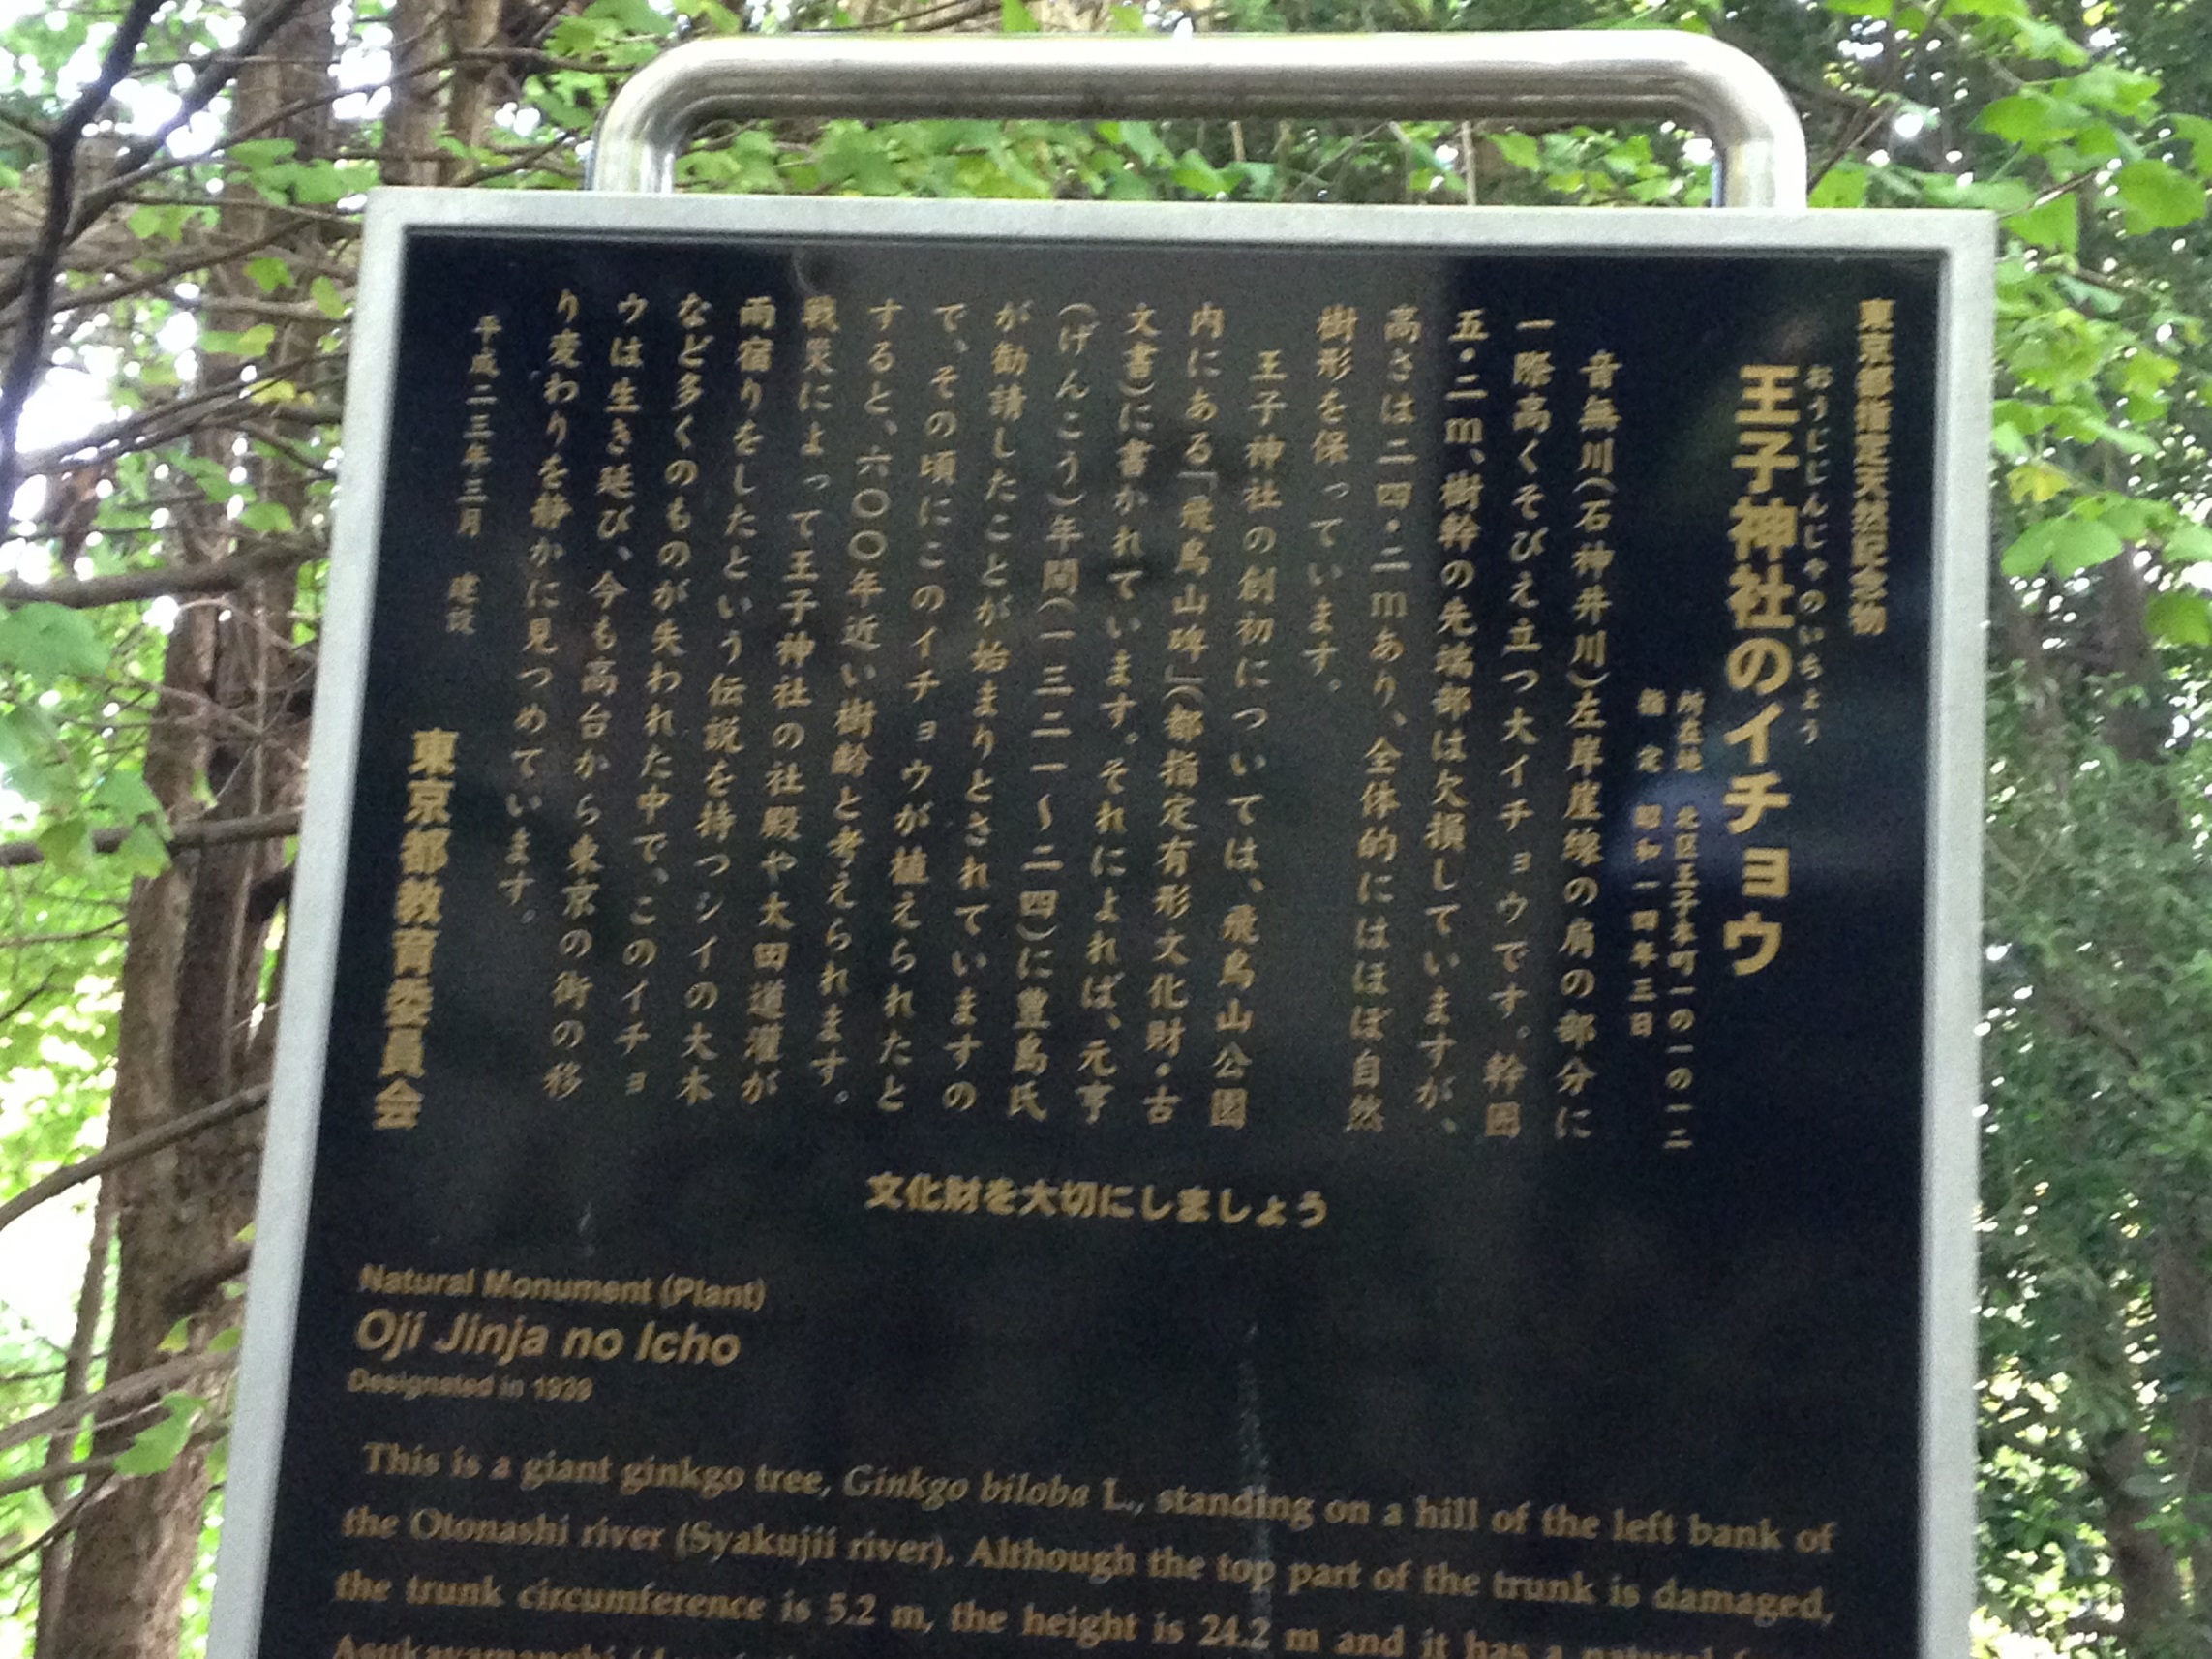 東京都指定天然記念物
おうじじんじゃのいちょう
王子神社のイチョウ
所在地 北区王子本町一の一の一二
指定 昭和一四年三日
音無川(石神井川)左岸崖線の肩の部分に
一際高くそびえ立つ大イチョウです。幹囲
五・二m、樹幹の先端部は欠損していますが、
高さは二四・二mあり、全体的にはほぼ自然
樹形を保っています。
王子神社の創初については、飛鳥山公園
内にある「飛鳥山碑」(都指定有形文化財・古
文書)に書かれています。それによれば、元亨
(げんこう)年間(一三二一〜二四)に豊島氏
が勧請したことが始まりとされていますの
で、その頃にこのイチョウが植えられたと
すると、六〇〇年近い樹齢と考えられます。
戦災によって王子神社の社殿や太田道灌が
雨宿りをしたという伝説を持つシイの大木
など多くのものが失われた中で、このイチョ
ウは生き延び、今も高台から東京の街の移
り変わりを静かに見つめています。
平成二三年三月 建設
東京都教育委員会
文化財を大切にしましょう
Natural Monument (Plant)
Oji Jinja no Icho
Designated in 1939
This is a giant ginkgo tree, Ginkgo biloba L., standing on a hill of the left bank of
the Otonashi river (Syakujii river). Although the top part of the trunk is damaged,
the trunk circumference is 5.2 m, the height is 24.2 m and it has a natural